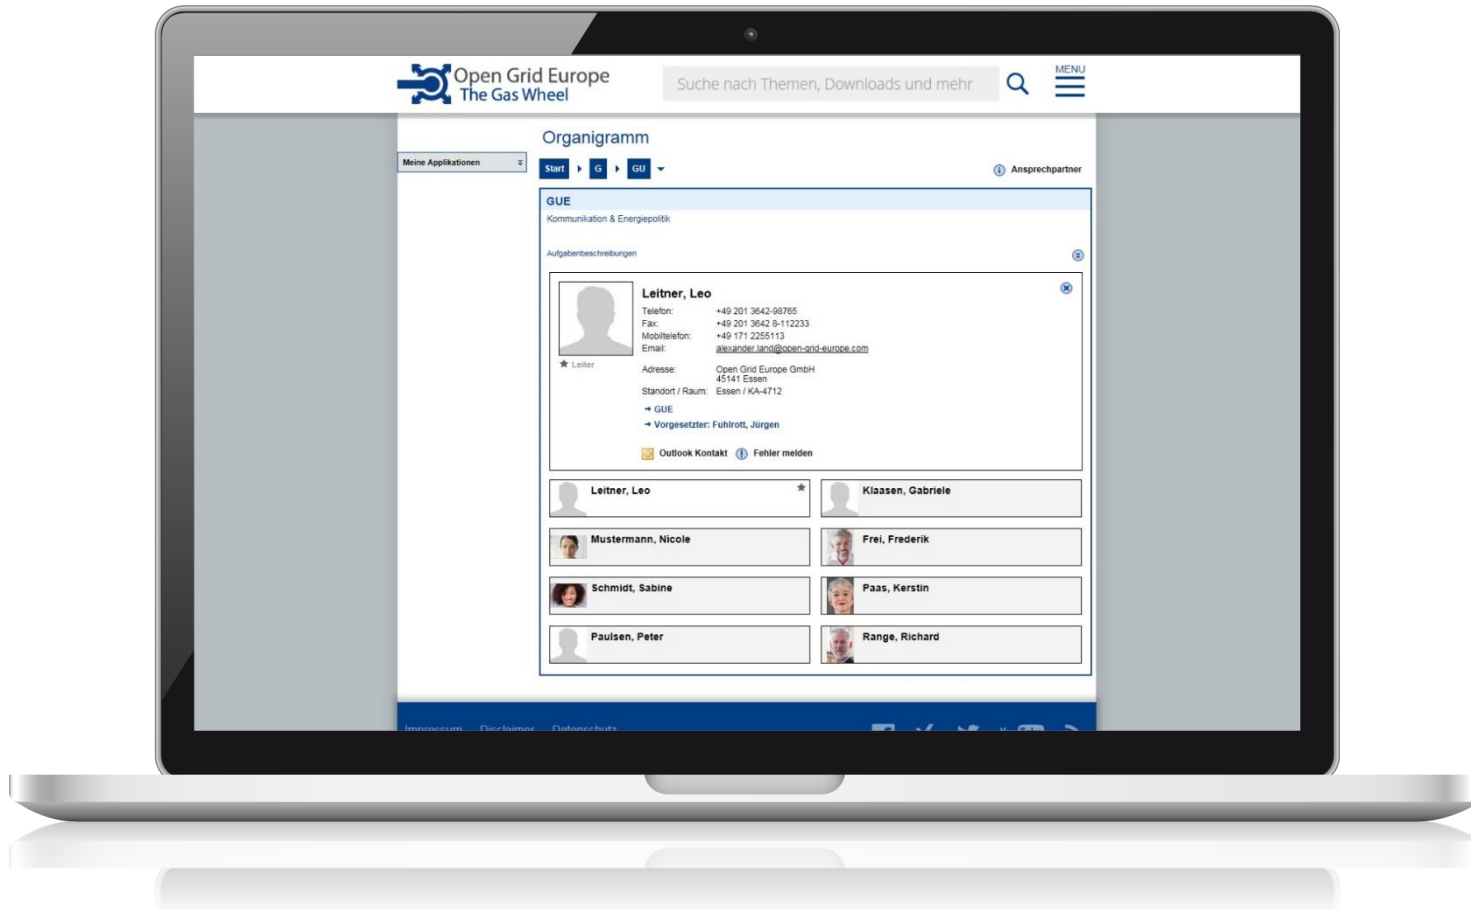 Open Grid Europe
The Gas Wheel
Suche nach Themen, Downloads und mehr
MENU
Organigramm
Meine Applikationen
Start G GU
Ansprechpartner
GUE
Kommunikation & Energiepolitik
Aufgabenbeschreibungen
Leitner, Leo
Telefon: +49 201 3642-98765
Fax: +49 201 3642 8-112233
Mobiltelefon: +49 171 2255113
Email: alexander.land@open-grid-europe.com
Leiter
Adresse: Open Grid Europe GmbH
45141 Essen
Standort / Raum: Essen / KA-4712
GUE
Vorgesetzter: Fuhlrott, Jürgen
Outlook Kontakt Fehler melden
Leitner, Leo
Klaasen, Gabriele
Mustermann, Nicole
Frei, Frederik
Schmidt, Sabine
Paas, Kerstin
Paulsen, Peter
Range, Richard
Impressum Disclaimer Datenschutz